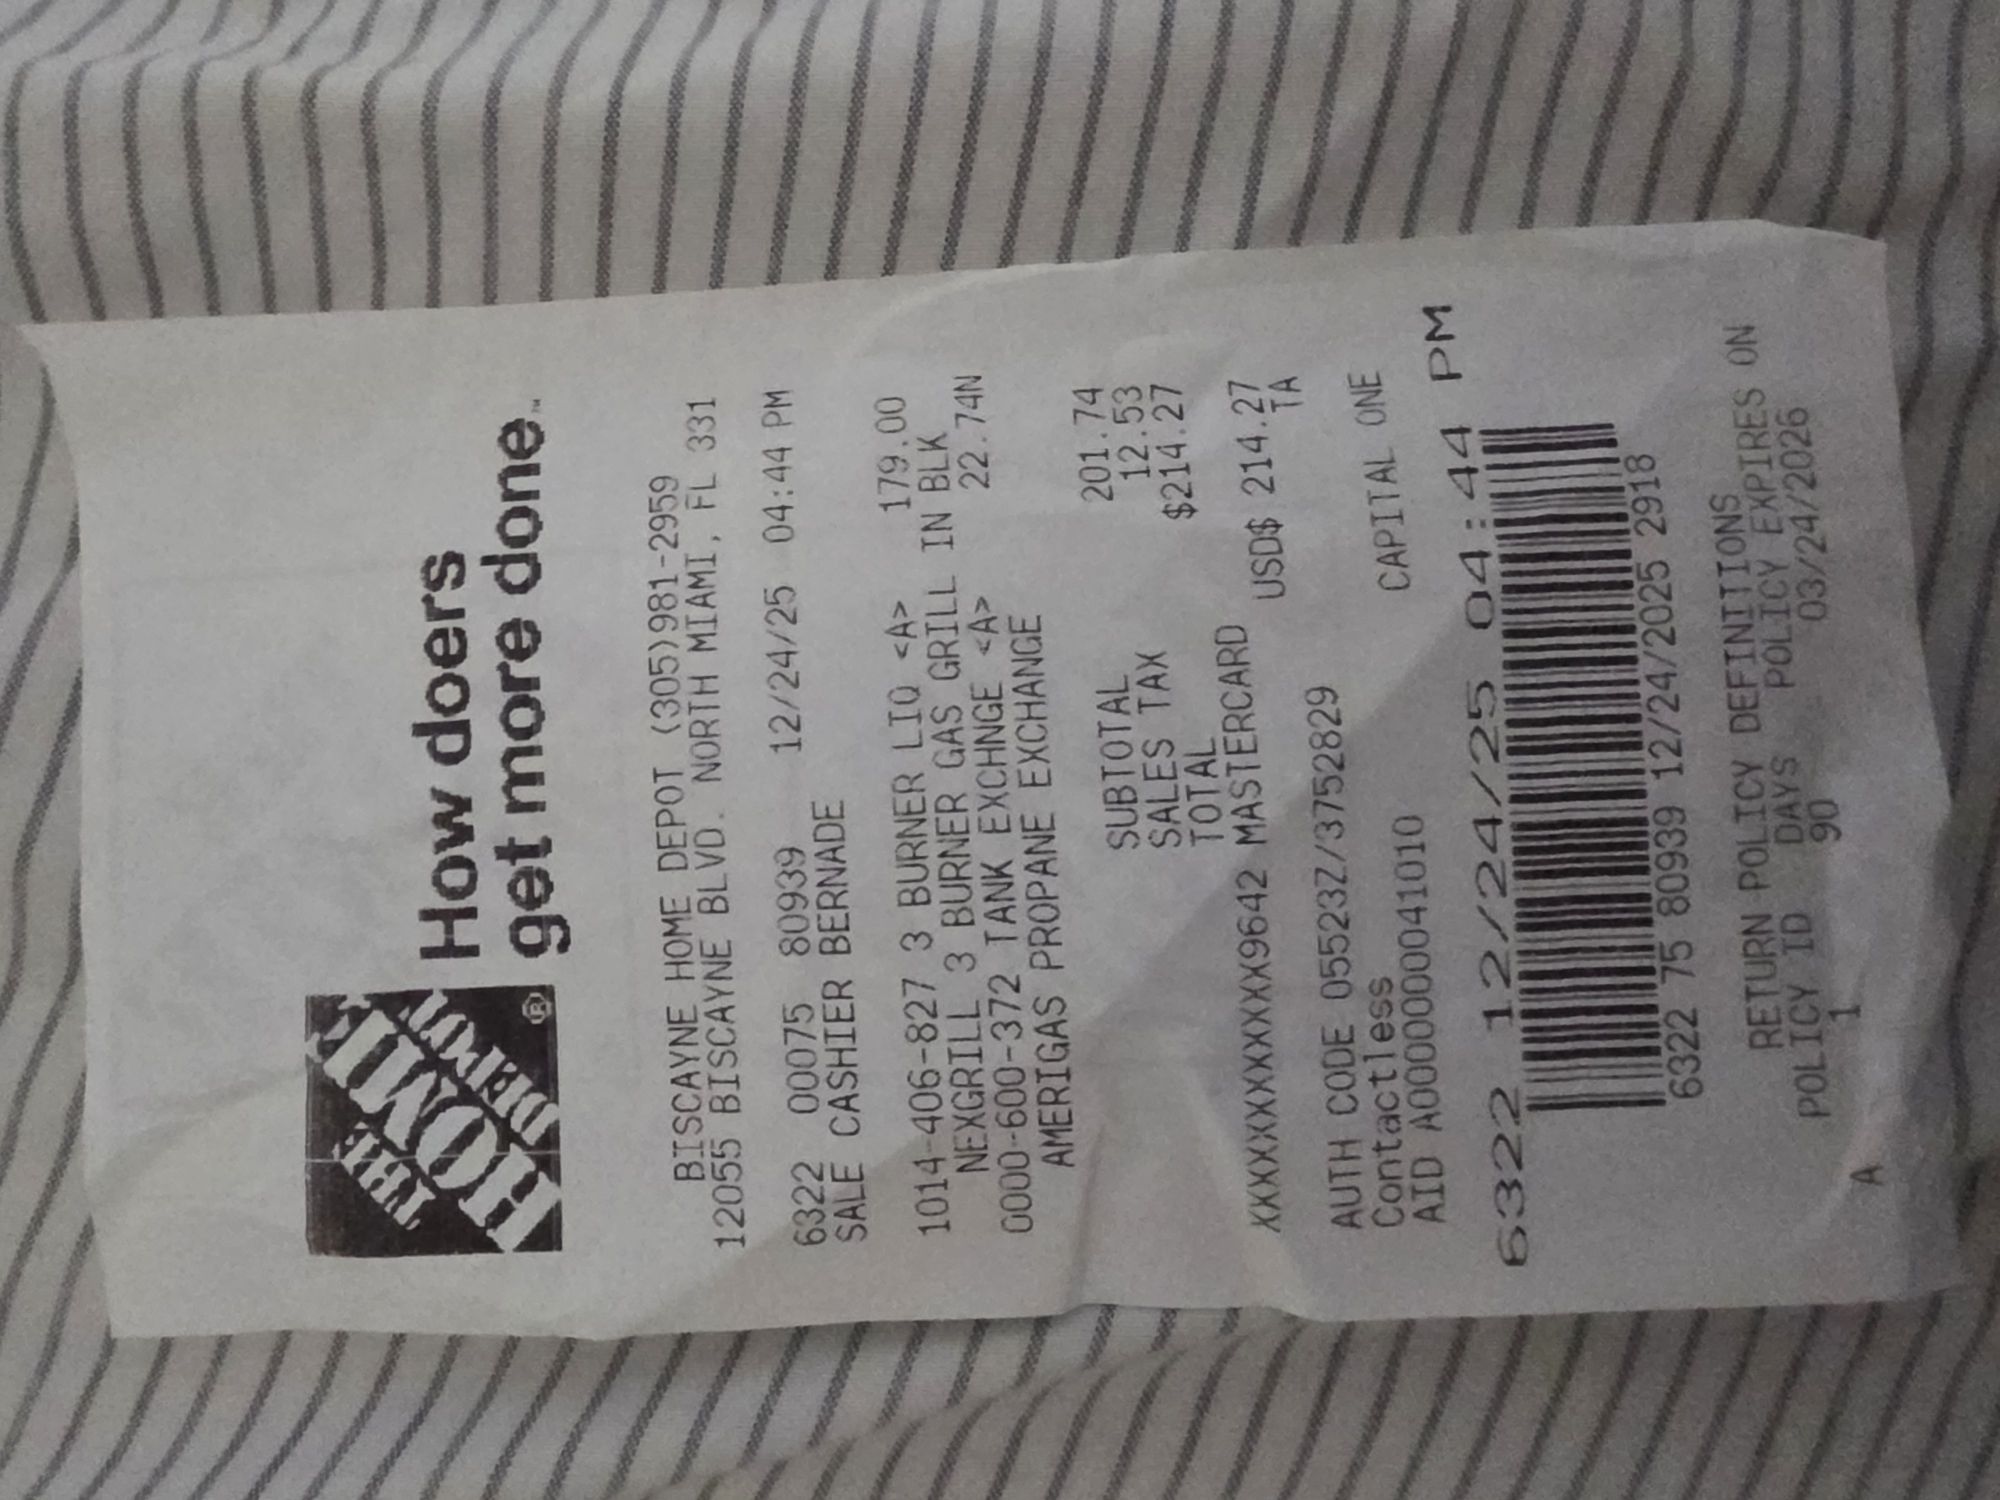 THE
HOME
DEPOT
®
How doers
get more done.™
BISCAYNE HOME DEPOT (305)981-2959
12055 BISCAYNE BLVD. NORTH MIAMI, FL 331
6322 00075 80939 12/24/25 04:44 PM
SALE CASHIER BERNADE
1014-406-827 3 BURNER LIQ <A> 179.00
NEXGRILL 3 BURNER GAS GRILL IN BLK
0000-600-372 TANK EXCHNGE <A> 22.74N
AMERIGAS PROPANE EXCHANGE
SUBTOTAL 201.74
SALES TAX 12.53
TOTAL $214.27
XXXXXXXXXXXX9642 MASTERCARD
USD$ 214.27
AUTH CODE 05523Z/3752829 TA
Contactless
AID A0000000041010 CAPITAL ONE
6322 12/24/25 04:44 PM
6322 75 80939 12/24/2025 2918
RETURN POLICY DEFINITIONS
POLICY ID DAYS POLICY EXPIRES ON
A 1 90 03/24/2026